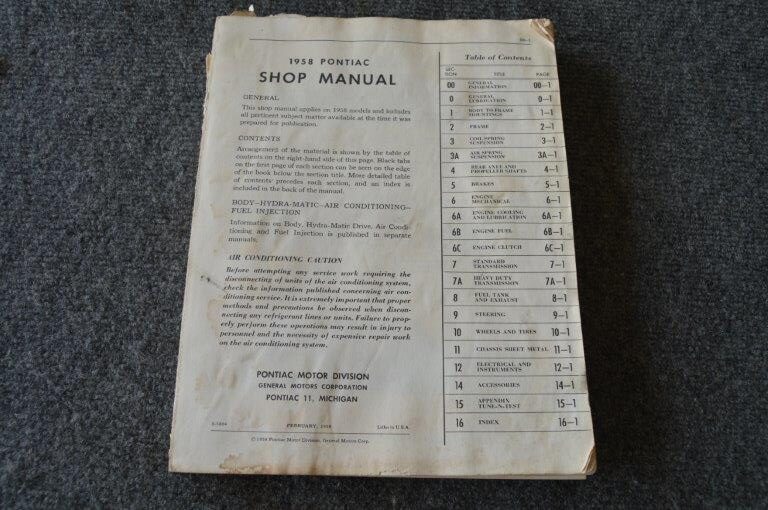 1958 PONTIAC
SHOP MANUAL
GENERAL
This shop manual applies on 1958 models and includes
all pertinent subject matter available at the time it was
prepared for publication.
CONTENTS
Arrangement of the material is shown by the table of
contents on the right-hand side of this page. Black tabs
on the first page of each section can be seen on the edge
of the book below the section title. More detailed table
of contents precedes each section, and an index is
included in the back of the manual.
BODY-HYDRA-MATIC-AIR CONDITIONING-
FUEL INJECTION
Information on Body, Hydra-Matic Drive, Air Condi-
tioning and Fuel Injection is published in separate
manuals.
AIR CONDITIONING CAUTION
Before attempting any service work requiring the
disconnecting of units of the air conditioning system,
check the information published concerning air con-
ditioning service. It is extremely important that proper
methods and precautions be observed when discon-
necting any refrigerant lines or units. Failure to prop-
erly perform these operations may result in injury to
personnel and the necessity of expensive repair work
on the air conditioning system.
PONTIAC MOTOR DIVISION
GENERAL MOTORS CORPORATION
PONTIAC 11, MICHIGAN
FEBRUARY, 1958 Litho in U.S.A.
© 1958 Pontiac Motor Division, General Motors Corp.
00-1
Table of Contents
SEC-
TION TITLE PAGE
00 GENERAL INFORMATION 00-1
0 GENERAL LUBRICATION 0-1
1 BODY TO FRAME MOUNTINGS 1-1
2 FRAME 2-1
3 COIL SPRING SUSPENSION 3-1
3A AIR SPRING SUSPENSION 3A-1
4 REAR AXLE AND PROPELLER SHAFTS 4-1
5 BRAKES 5-1
6 ENGINE MECHANICAL 6-1
6A ENGINE COOLING AND LUBRICATION 6A-1
6B ENGINE FUEL 6B-1
6C ENGINE CLUTCH 6C-1
7 STANDARD TRANSMISSION 7-1
7A HEAVY DUTY TRANSMISSION 7A-1
8 FUEL TANK AND EXHAUST 8-1
9 STEERING 9-1
10 WHEELS AND TIRES 10-1
11 CHASSIS SHEET METAL 11-1
12 ELECTRICAL AND INSTRUMENTS 12-1
14 ACCESSORIES 14-1
15 APPENDIX TUNE-N-TEST 15-1
16 INDEX 16-1